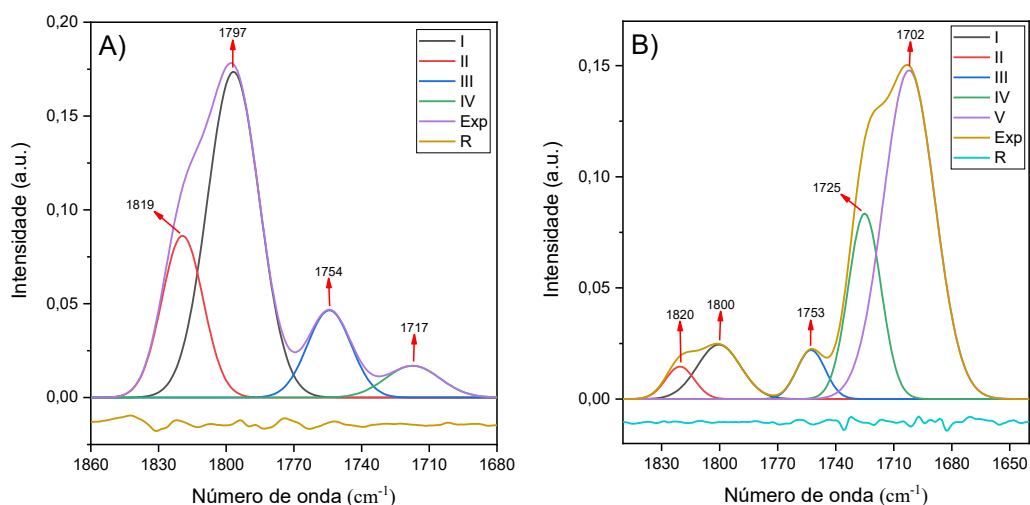 A)
1797
1819
1754
1717
I
II
III
IV
Exp
R
0,20
0,15
0,10
0,05
0,00
Intensidade (a.u.)
1860 1830 1800 1770 1740 1710 1680
Número de onda (cm⁻¹)
B)
1702
1725
1753
1800
1820
I
II
III
IV
V
Exp
R
0,15
0,10
0,05
0,00
Intensidade (a.u.)
1830 1800 1770 1740 1710 1680 1650
Número de onda (cm⁻¹)